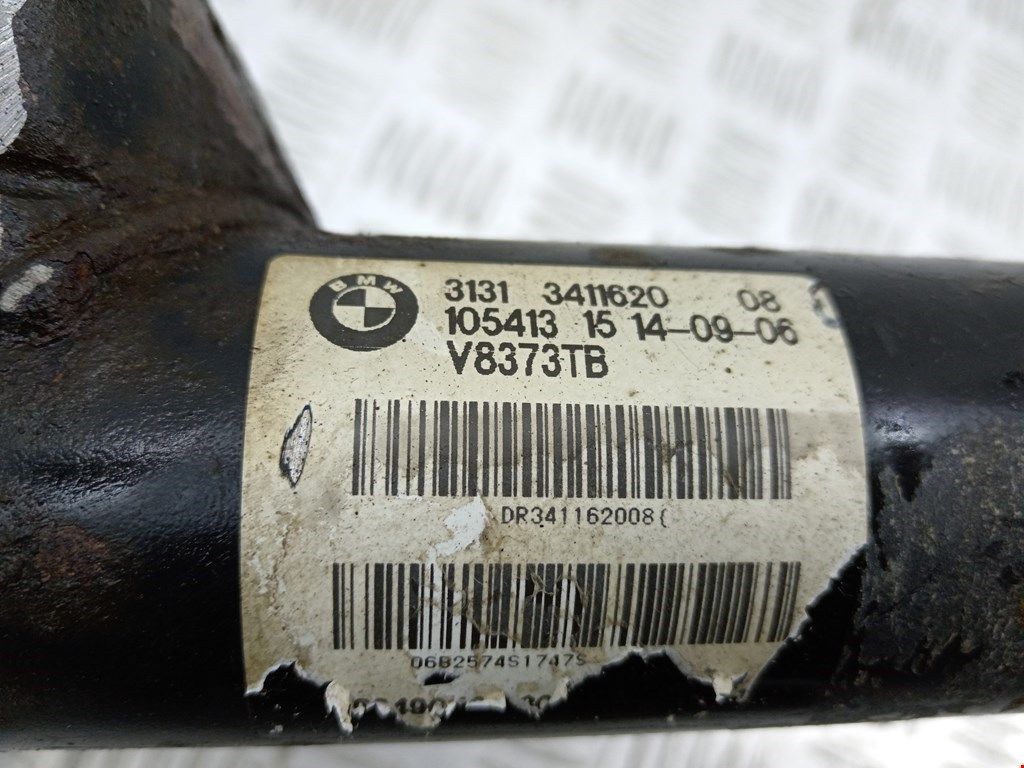 BMW
3131 3411620 08
105413 15 14-09-06
V8373TB
DR341162008(
06B2574S1747S